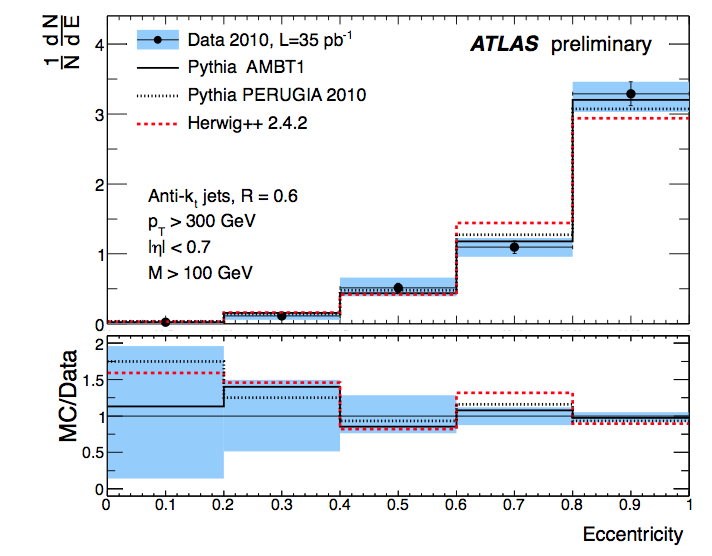 1 dN
N dE
Data 2010, L=35 pb-1
Pythia AMBT1
Pythia PERUGIA 2010
Herwig++ 2.4.2
ATLAS preliminary
Anti-kt jets, R = 0.6
pT > 300 GeV
|η| < 0.7
M > 100 GeV
4
3
2
1
0
MC/Data
2
1.5
1
0.5
0
0 0.1 0.2 0.3 0.4 0.5 0.6 0.7 0.8 0.9 1
Eccentricity